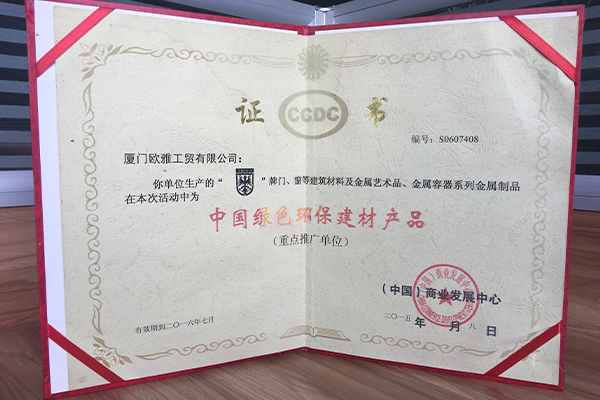 证 CCDC 书
编号：S0607408
厦门欧雅工贸有限公司：
你单位生产的“ ”牌门、窗等建筑材料及金属艺术品、金属容器系列金属制品
在本次活动中为
中国绿色环保建材产品
（重点推广单位）
（中国）商业发展中心
二〇一五年 月八日
有效期到二〇一六年七月